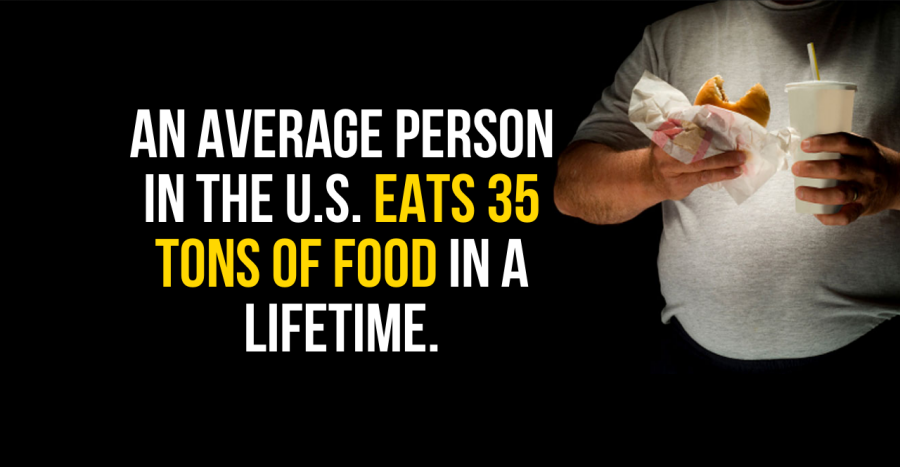 AN AVERAGE PERSON
IN THE U.S. EATS 35
TONS OF FOOD IN A
LIFETIME.